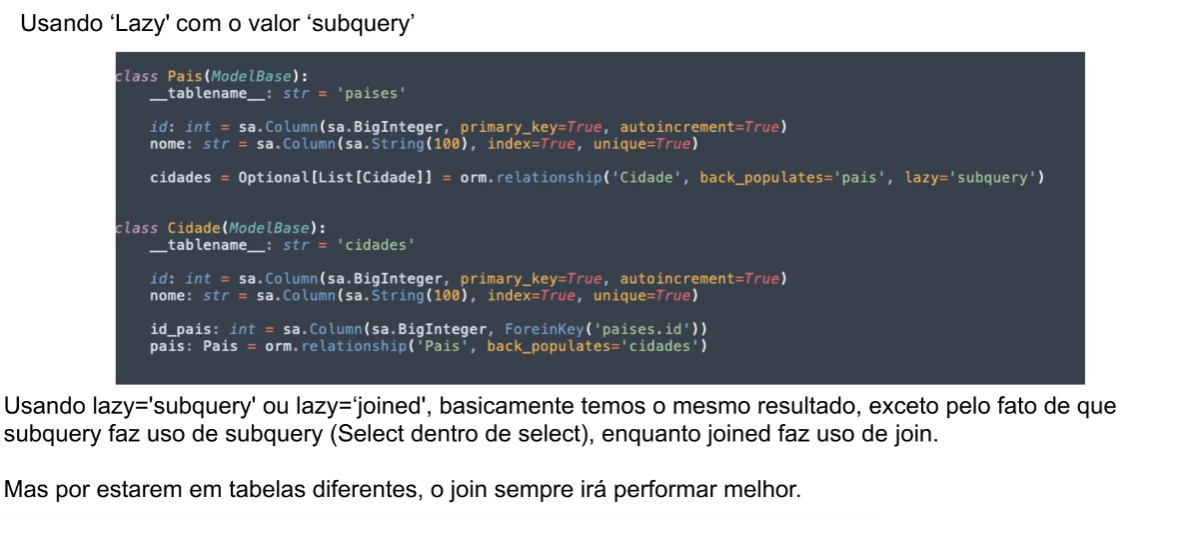 Usando ‘Lazy' com o valor ‘subquery’
class Pais(ModelBase):
__tablename__: str = 'paises'
id: int = sa.Column(sa.BigInteger, primary_key=True, autoincrement=True)
nome: str = sa.Column(sa.String(100), index=True, unique=True)
cidades = Optional[List[Cidade]] = orm.relationship('Cidade', back_populates='pais', lazy='subquery')
class Cidade(ModelBase):
__tablename__: str = 'cidades'
id: int = sa.Column(sa.BigInteger, primary_key=True, autoincrement=True)
nome: str = sa.Column(sa.String(100), index=True, unique=True)
id_pais: int = sa.Column(sa.BigInteger, ForeinKey('paises.id'))
pais: Pais = orm.relationship('Pais', back_populates='cidades')
Usando lazy='subquery' ou lazy=‘joined', basicamente temos o mesmo resultado, exceto pelo fato de que
subquery faz uso de subquery (Select dentro de select), enquanto joined faz uso de join.
Mas por estarem em tabelas diferentes, o join sempre irá performar melhor.